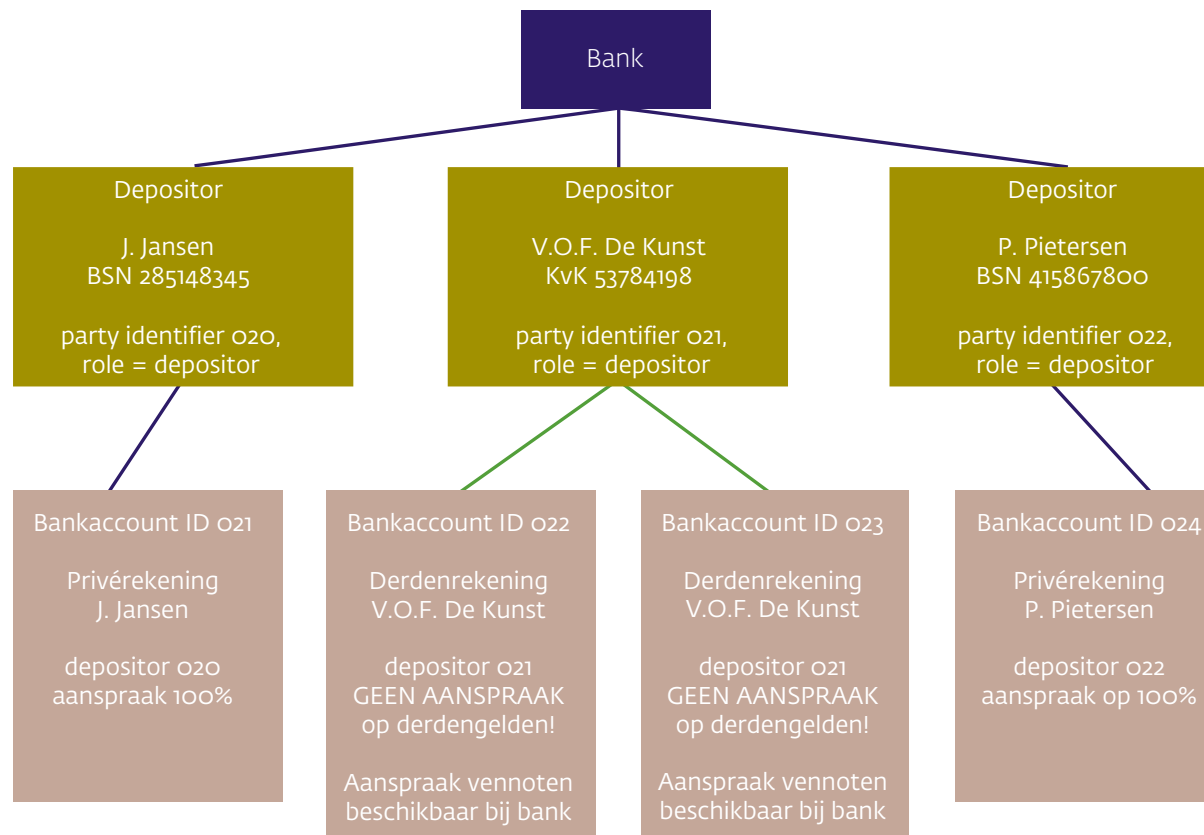 Bank
Depositor
J. Jansen
BSN 285148345
party identifier 020,
role = depositor
Depositor
V.O.F. De Kunst
KvK 53784198
party identifier 021,
role = depositor
Depositor
P. Pietersen
BSN 415867800
party identifier 022,
role = depositor
Bankaccount ID 021
Privérekening
J. Jansen
depositor 020
aanspraak 100%
Bankaccount ID 022
Derdenrekening
V.O.F. De Kunst
depositor 021
GEEN AANSPRAAK
op derdengelden!
Aanspraak vennoten
beschikbaar bij bank
Bankaccount ID 023
Derdenrekening
V.O.F. De Kunst
depositor 021
GEEN AANSPRAAK
op derdengelden!
Aanspraak vennoten
beschikbaar bij bank
Bankaccount ID 024
Privérekening
P. Pietersen
depositor 022
aanspraak op 100%